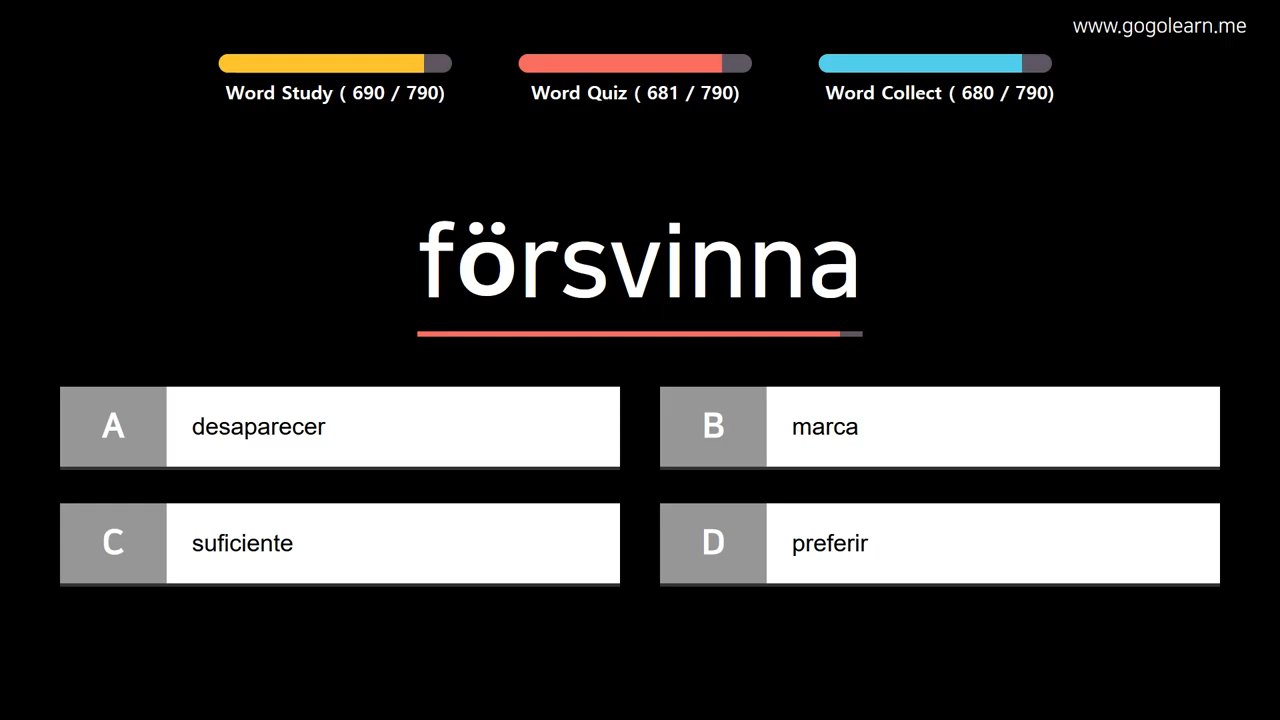 www.gogolearn.me
Word Study ( 690 / 790)
Word Quiz ( 681 / 790)
Word Collect ( 680 / 790)
försvinna
A desaparecer
B marca
C suficiente
D preferir